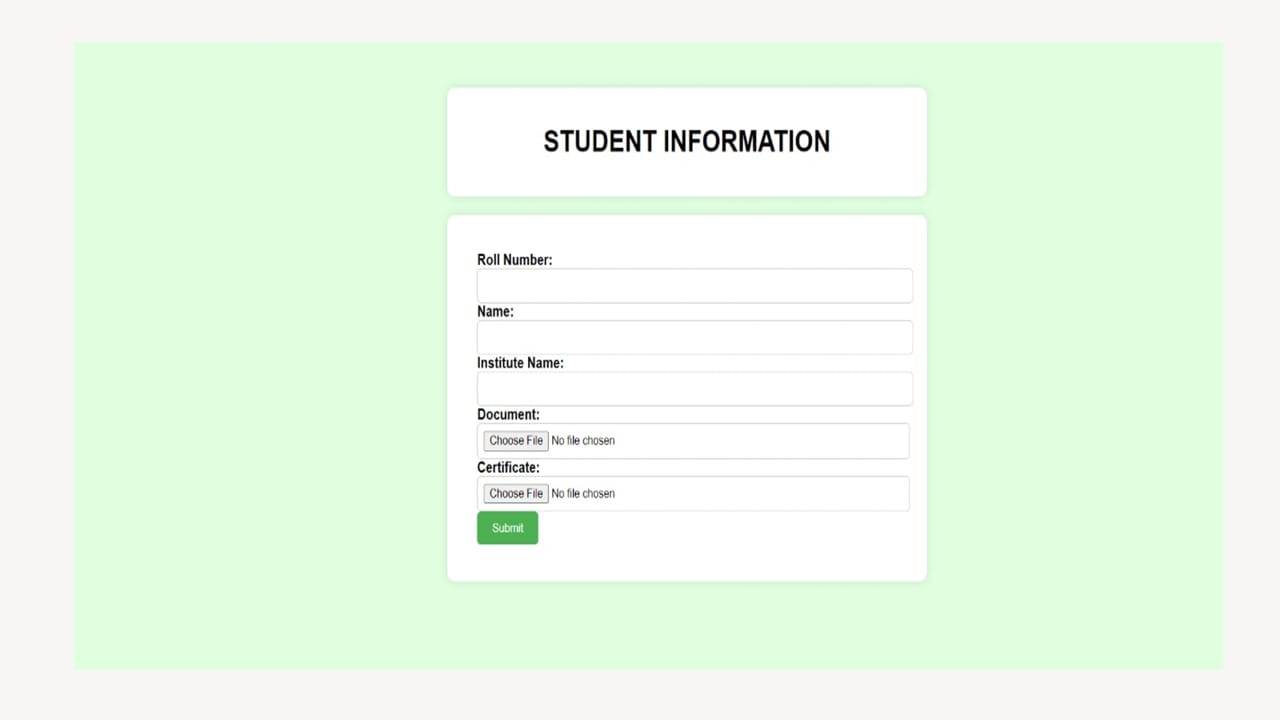 STUDENT INFORMATION
Roll Number:
Name:
Institute Name:
Document:
Choose File No file chosen
Certificate:
Choose File No file chosen
Submit